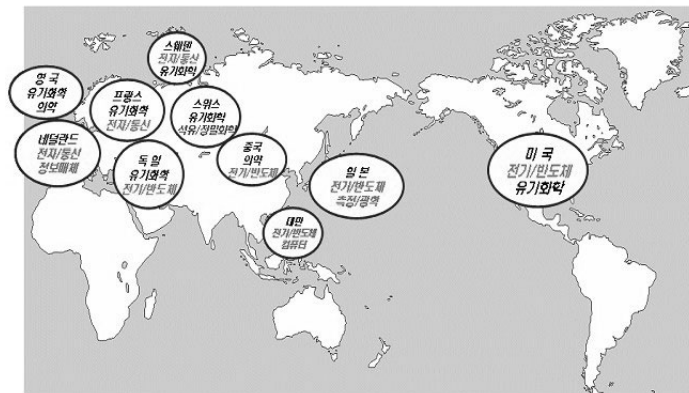 스웨덴
전자/통신
유기화학
영 국
유기화학
의약
프랑스
유기화학
전자/통신
스위스
유기화학
석유/정밀화학
네덜란드
전자/통신
정보매체
독 일
유기화학
전기/반도체
중국
의약
전기/반도체
일 본
전기/반도체
측정/광학
대만
전기/반도체
컴퓨터
미 국
전기/반도체
유기화학